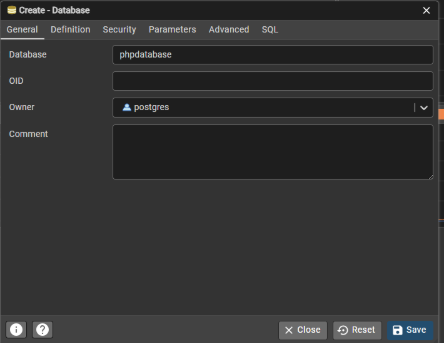 Create - Database
General Definition Security Parameters Advanced SQL
Database phpdatabase
OID
Owner postgres
Comment
Close Reset Save